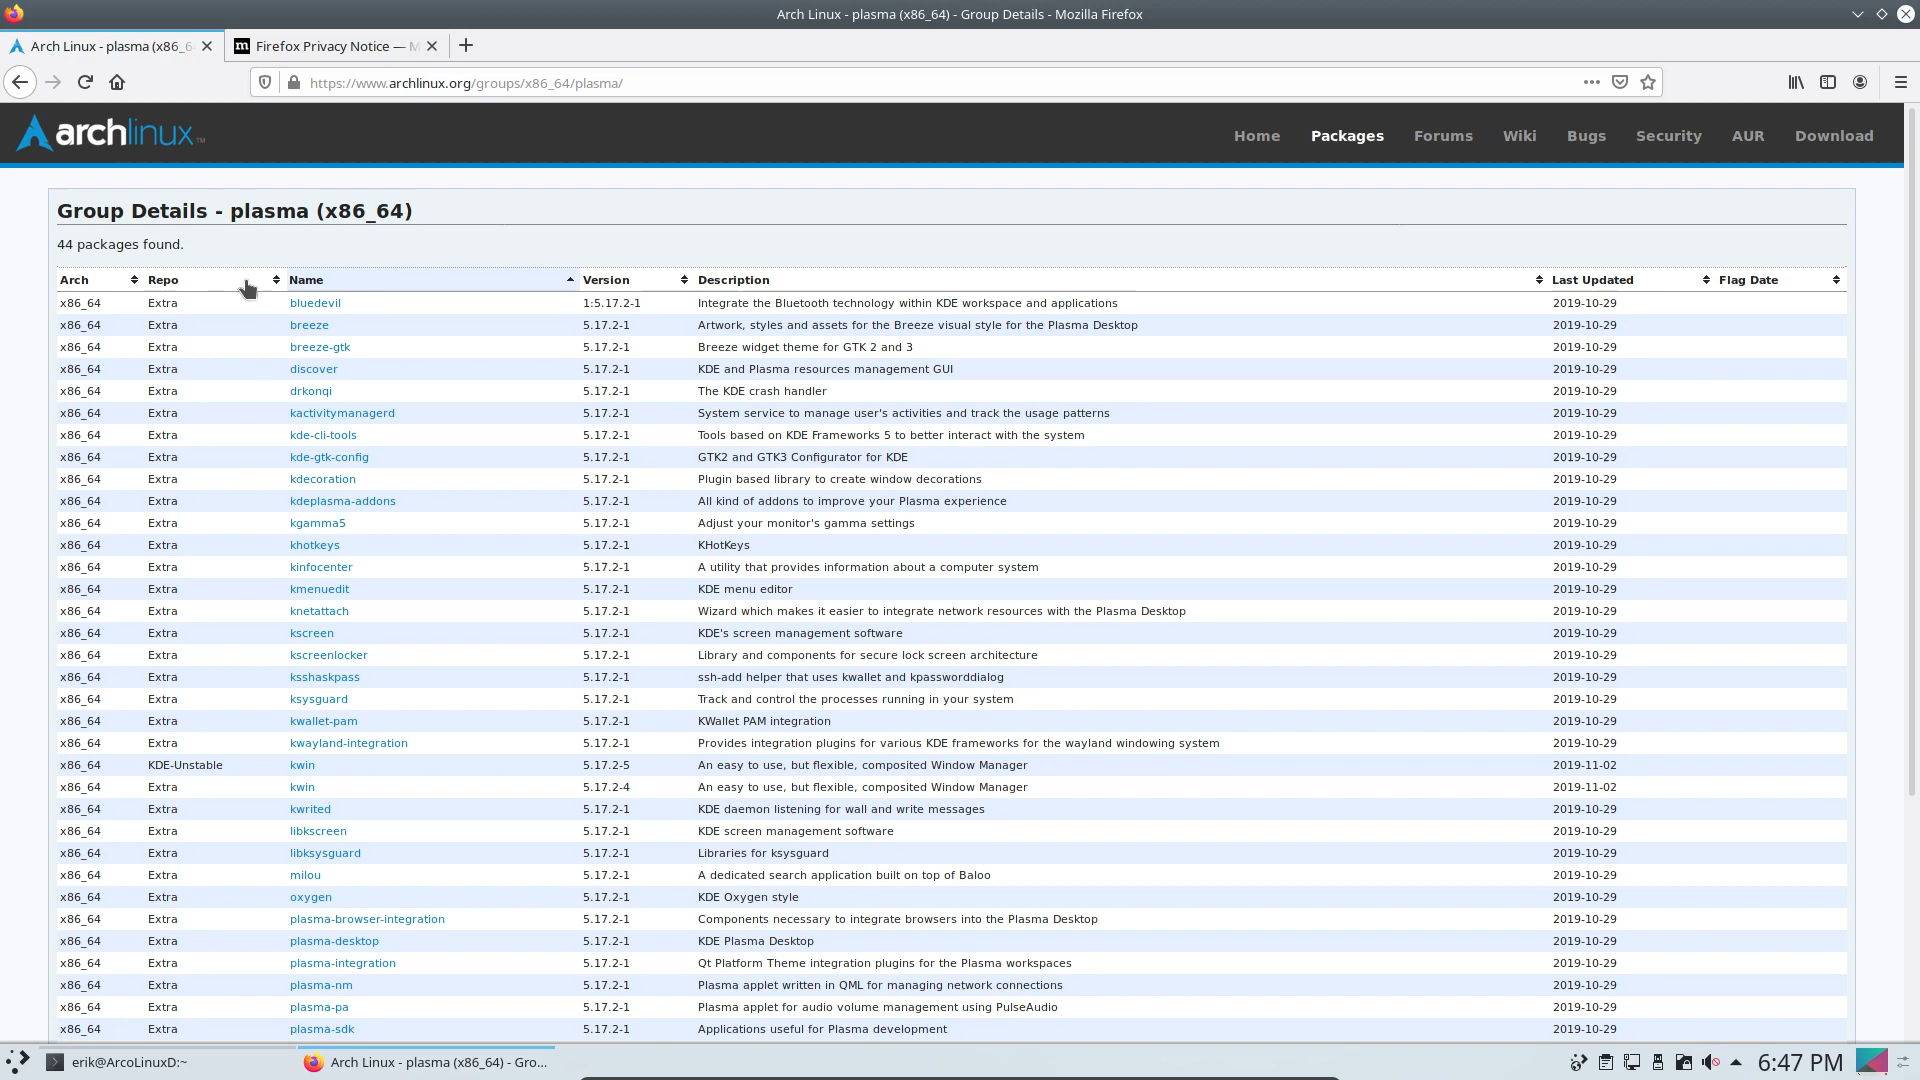 Arch Linux - plasma (x86_64) - Group Details - Mozilla Firefox
Arch Linux - plasma (x86_6
Firefox Privacy Notice — M
https://www.archlinux.org/groups/x86_64/plasma/
archlinux™
Home Packages Forums Wiki Bugs Security AUR Download
Group Details - plasma (x86_64)
44 packages found.
Arch Repo Name Version Description Last Updated Flag Date
x86_64 Extra bluedevil 1:5.17.2-1 Integrate the Bluetooth technology within KDE workspace and applications 2019-10-29
x86_64 Extra breeze 5.17.2-1 Artwork, styles and assets for the Breeze visual style for the Plasma Desktop 2019-10-29
x86_64 Extra breeze-gtk 5.17.2-1 Breeze widget theme for GTK 2 and 3 2019-10-29
x86_64 Extra discover 5.17.2-1 KDE and Plasma resources management GUI 2019-10-29
x86_64 Extra drkonqi 5.17.2-1 The KDE crash handler 2019-10-29
x86_64 Extra kactivitymanagerd 5.17.2-1 System service to manage user's activities and track the usage patterns 2019-10-29
x86_64 Extra kde-cli-tools 5.17.2-1 Tools based on KDE Frameworks 5 to better interact with the system 2019-10-29
x86_64 Extra kde-gtk-config 5.17.2-1 GTK2 and GTK3 Configurator for KDE 2019-10-29
x86_64 Extra kdecoration 5.17.2-1 Plugin based library to create window decorations 2019-10-29
x86_64 Extra kdeplasma-addons 5.17.2-1 All kind of addons to improve your Plasma experience 2019-10-29
x86_64 Extra kgamma5 5.17.2-1 Adjust your monitor's gamma settings 2019-10-29
x86_64 Extra khotkeys 5.17.2-1 KHotKeys 2019-10-29
x86_64 Extra kinfocenter 5.17.2-1 A utility that provides information about a computer system 2019-10-29
x86_64 Extra kmenuedit 5.17.2-1 KDE menu editor 2019-10-29
x86_64 Extra knetattach 5.17.2-1 Wizard which makes it easier to integrate network resources with the Plasma Desktop 2019-10-29
x86_64 Extra kscreen 5.17.2-1 KDE's screen management software 2019-10-29
x86_64 Extra kscreenlocker 5.17.2-1 Library and components for secure lock screen architecture 2019-10-29
x86_64 Extra ksshaskpass 5.17.2-1 ssh-add helper that uses kwallet and kpassworddialog 2019-10-29
x86_64 Extra ksysguard 5.17.2-1 Track and control the processes running in your system 2019-10-29
x86_64 Extra kwallet-pam 5.17.2-1 KWallet PAM integration 2019-10-29
x86_64 Extra kwayland-integration 5.17.2-1 Provides integration plugins for various KDE frameworks for the wayland windowing system 2019-10-29
x86_64 KDE-Unstable kwin 5.17.2-5 An easy to use, but flexible, composited Window Manager 2019-11-02
x86_64 Extra kwin 5.17.2-4 An easy to use, but flexible, composited Window Manager 2019-11-02
x86_64 Extra kwrited 5.17.2-1 KDE daemon listening for wall and write messages 2019-10-29
x86_64 Extra libkscreen 5.17.2-1 KDE screen management software 2019-10-29
x86_64 Extra libksysguard 5.17.2-1 Libraries for ksysguard 2019-10-29
x86_64 Extra milou 5.17.2-1 A dedicated search application built on top of Baloo 2019-10-29
x86_64 Extra oxygen 5.17.2-1 KDE Oxygen style 2019-10-29
x86_64 Extra plasma-browser-integration 5.17.2-1 Components necessary to integrate browsers into the Plasma Desktop 2019-10-29
x86_64 Extra plasma-desktop 5.17.2-1 KDE Plasma Desktop 2019-10-29
x86_64 Extra plasma-integration 5.17.2-1 Qt Platform Theme integration plugins for the Plasma workspaces 2019-10-29
x86_64 Extra plasma-nm 5.17.2-1 Plasma applet written in QML for managing network connections 2019-10-29
x86_64 Extra plasma-pa 5.17.2-1 Plasma applet for audio volume management using PulseAudio 2019-10-29
x86_64 Extra plasma-sdk 5.17.2-1 Applications useful for Plasma development 2019-10-29
erik@ArcoLinuxD:~ Arch Linux - plasma (x86_64) - Gro... 6:47 PM